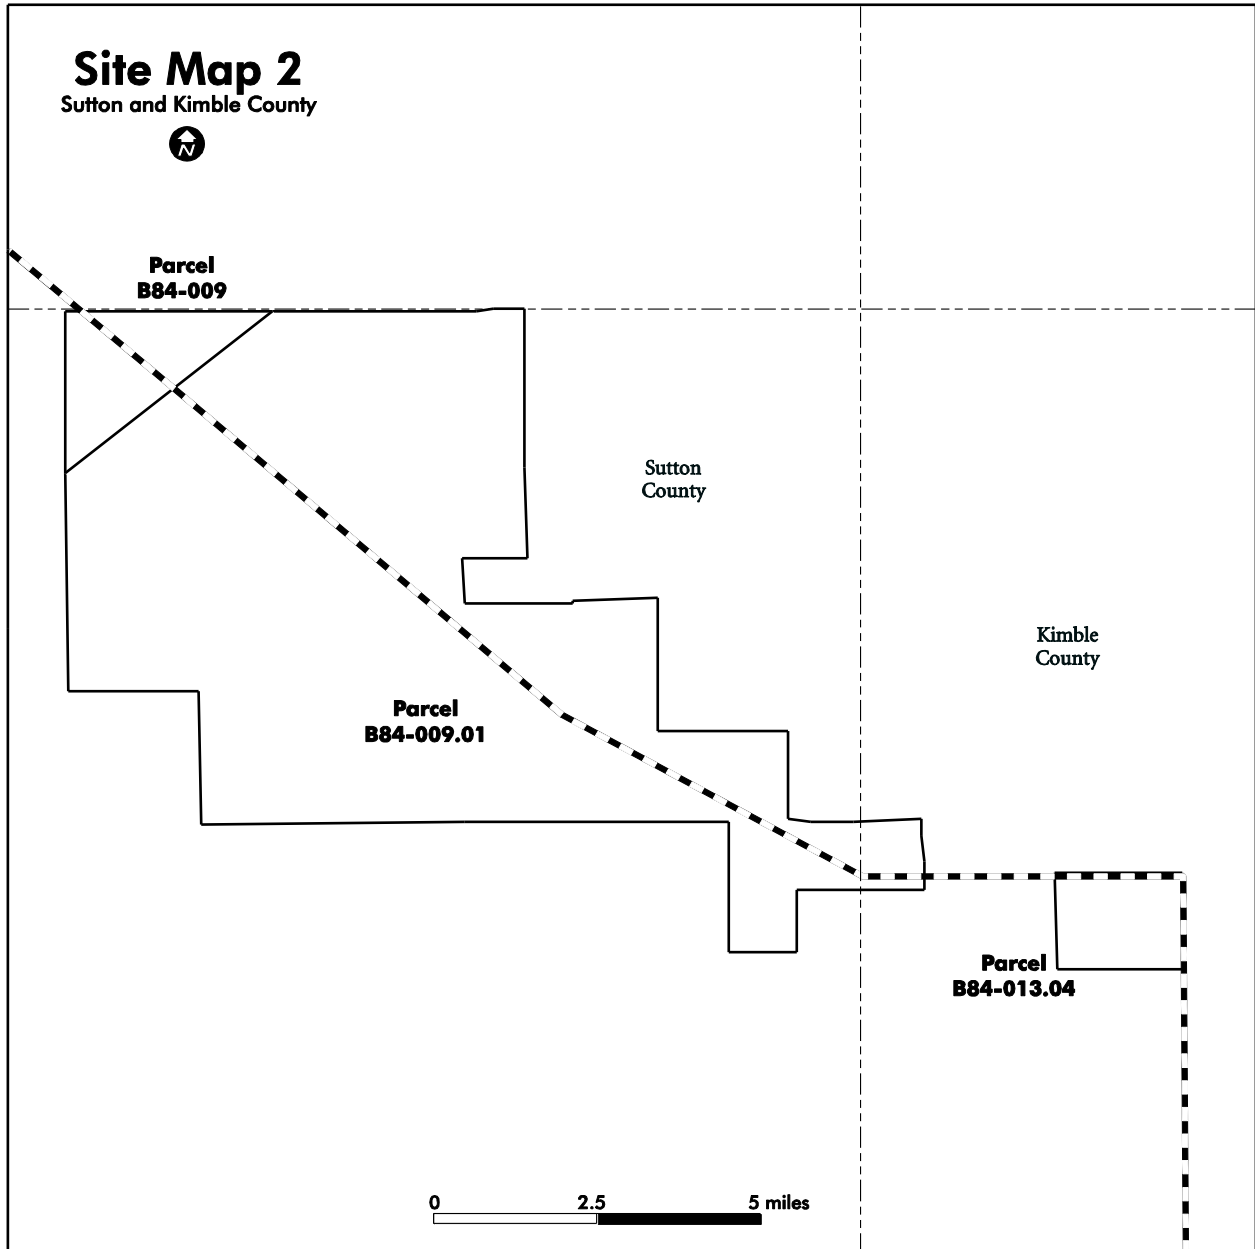 Site Map 2
Sutton and Kimble County
N
Parcel
B84-009
Sutton
County
Kimble
County
Parcel
B84-009.01
Parcel
B84-013.04
0 2.5 5 miles